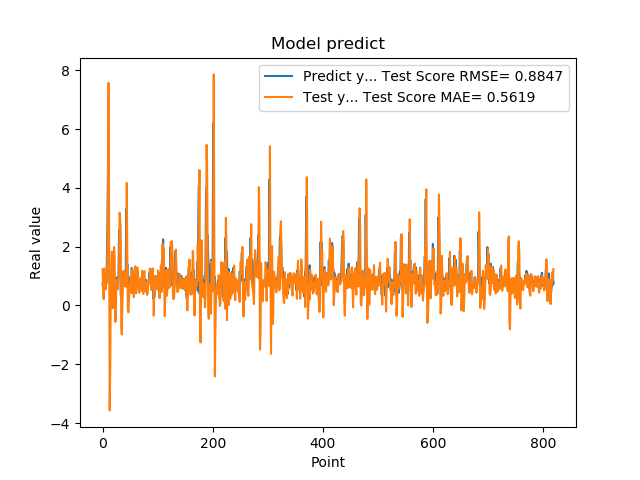 Model predict
Predict y... Test Score RMSE= 0.8847
Test y... Test Score MAE= 0.5619
Real value
8
6
4
2
0
−2
−4
0 200 400 600 800
Point